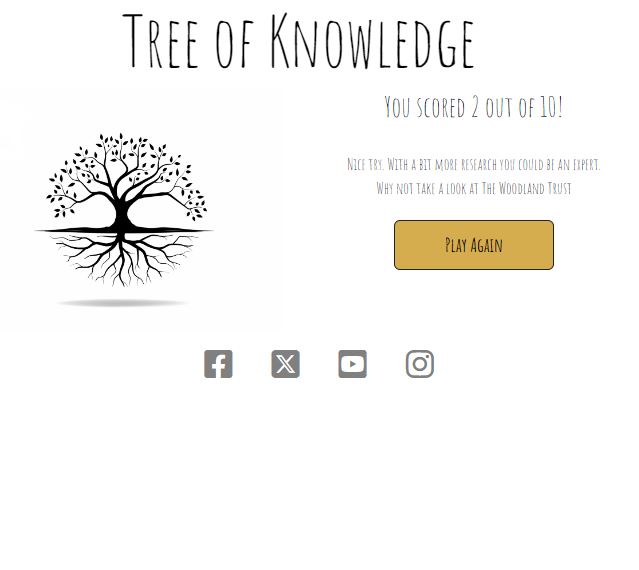 Tree of Knowledge
You scored 2 out of 10!
Nice try. With a bit more research you could be an expert.
Why not take a look at The Woodland Trust
Play Again